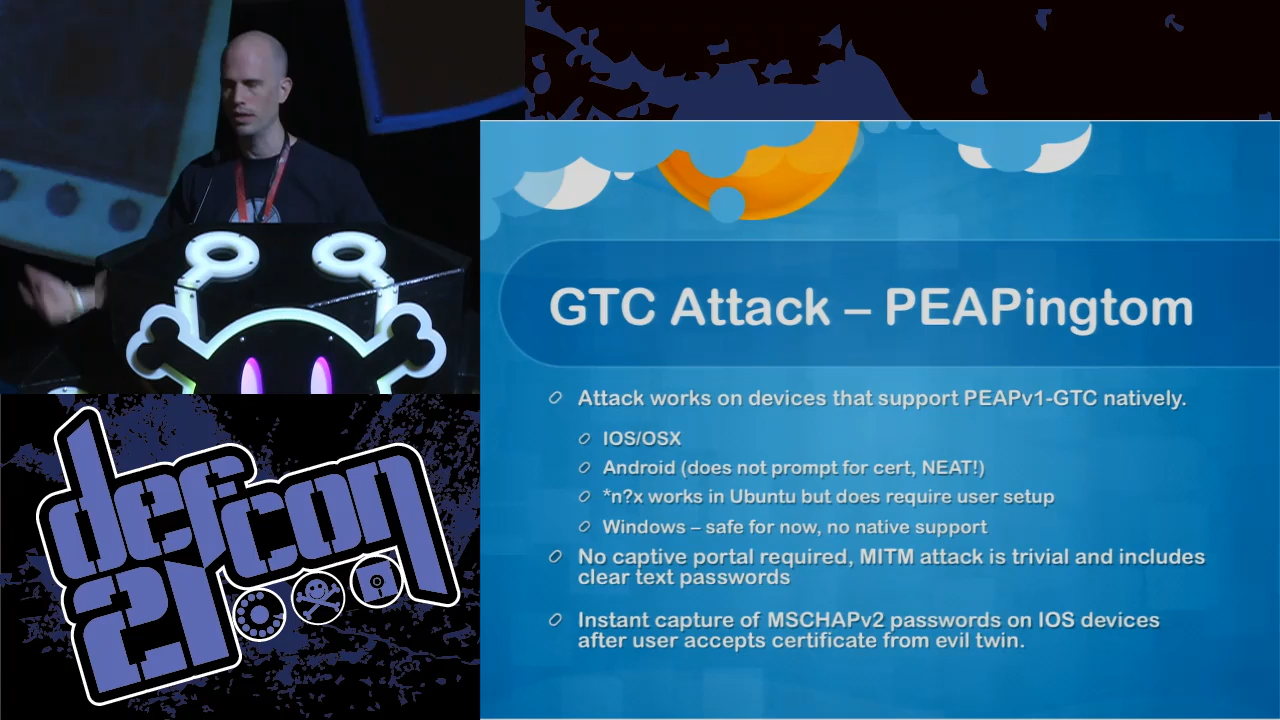 GTC Attack – PEAPingtom
Attack works on devices that support PEAPv1-GTC natively.
IOS/OSX
Android (does not prompt for cert, NEAT!)
*n?x works in Ubuntu but does require user setup
Windows – safe for now, no native support
No captive portal required, MITM attack is trivial and includes
clear text passwords
Instant capture of MSCHAPv2 passwords on IOS devices
after user accepts certificate from evil twin.
defcon
21